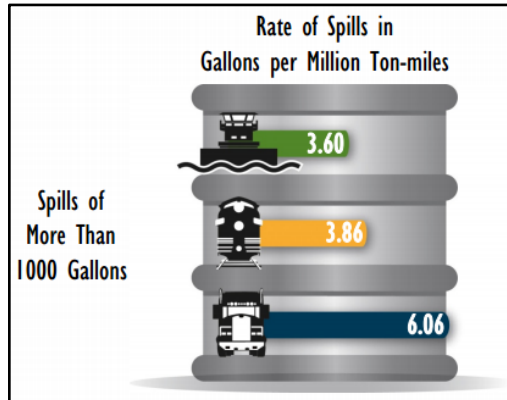 Rate of Spills in
Gallons per Million Ton-miles
3.60
Spills of
More Than
1000 Gallons
3.86
6.06